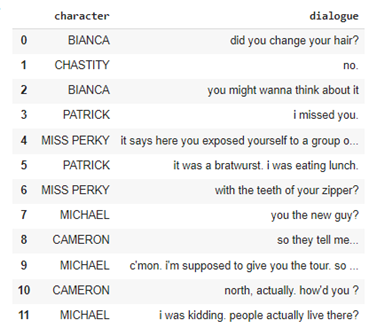 character dialogue
0 BIANCA did you change your hair?
1 CHASTITY no.
2 BIANCA you might wanna think about it
3 PATRICK i missed you.
4 MISS PERKY it says here you exposed yourself to a group o...
5 PATRICK it was a bratwurst. i was eating lunch.
6 MISS PERKY with the teeth of your zipper?
7 MICHAEL you the new guy?
8 CAMERON so they tell me...
9 MICHAEL c'mon. i'm supposed to give you the tour. so ...
10 CAMERON north, actually. how'd you ?
11 MICHAEL i was kidding. people actually live there?